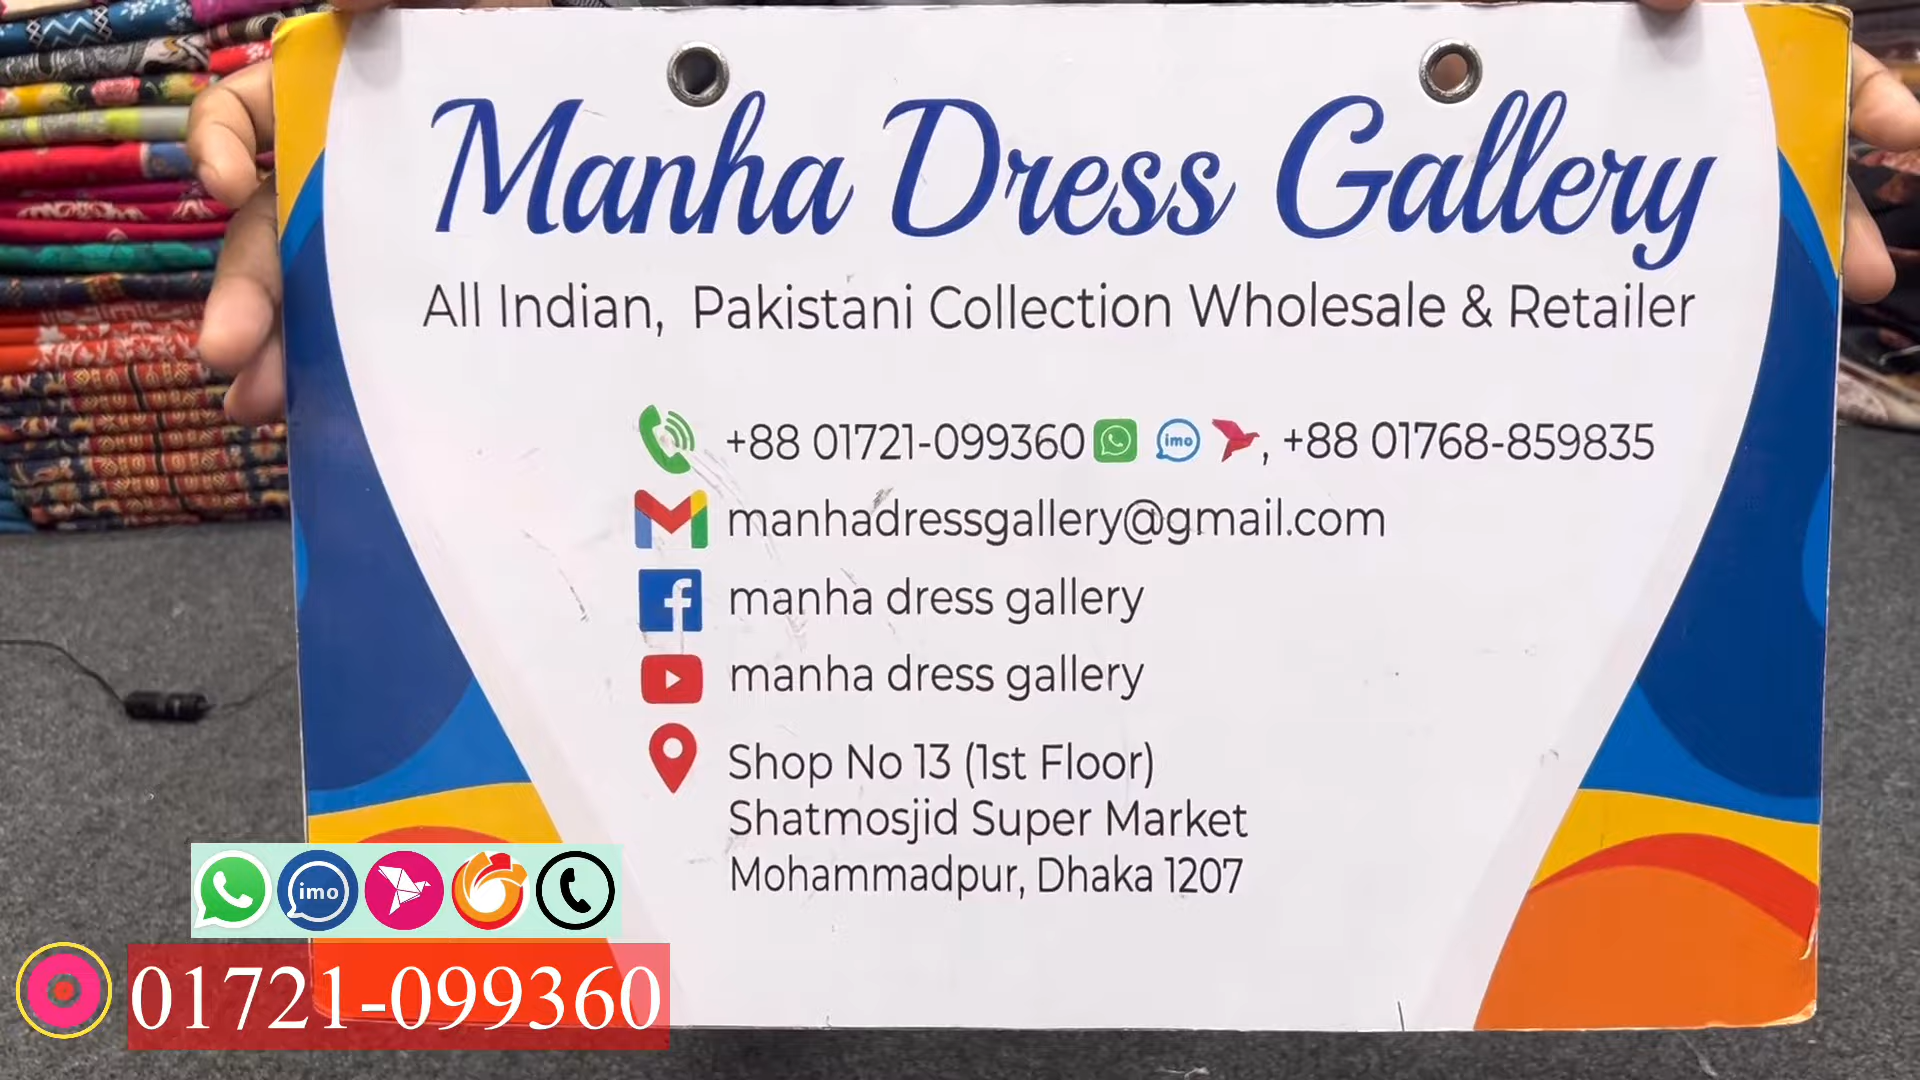 Manha Dress Gallery
All Indian, Pakistani Collection Wholesale & Retailer
+88 01721-099360 imo , +88 01768-859835
manhadressgallery@gmail.com
manha dress gallery
manha dress gallery
Shop No 13 (1st Floor)
Shatmosjid Super Market
Mohammadpur, Dhaka 1207
imo
01721-099360